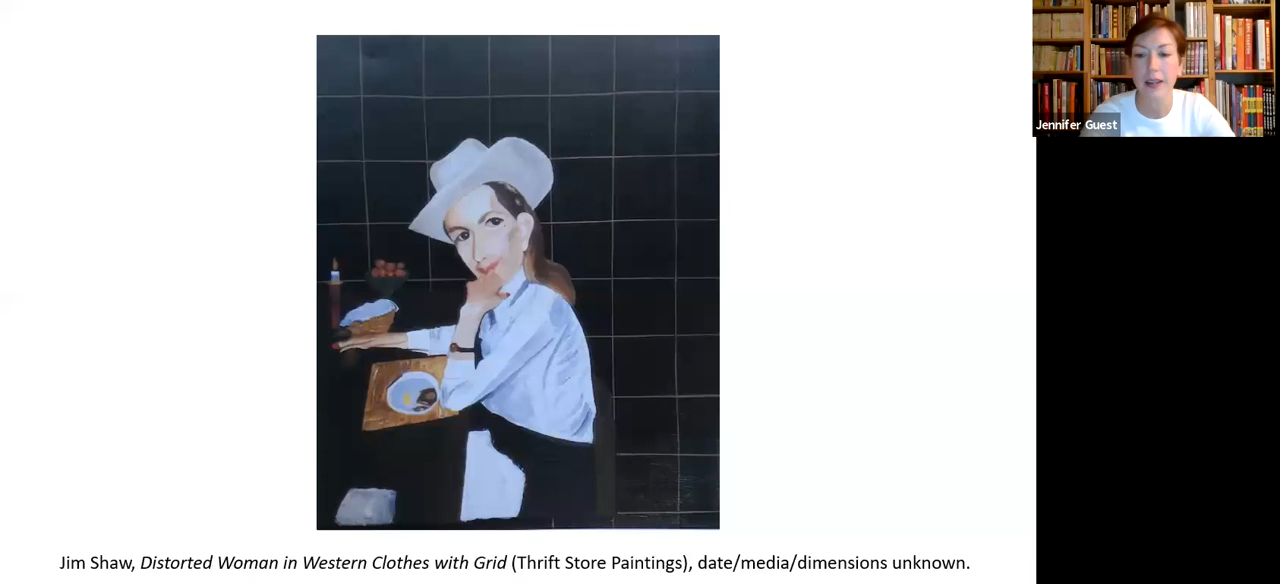 Jennifer Guest
Jim Shaw, Distorted Woman in Western Clothes with Grid (Thrift Store Paintings), date/media/dimensions unknown.